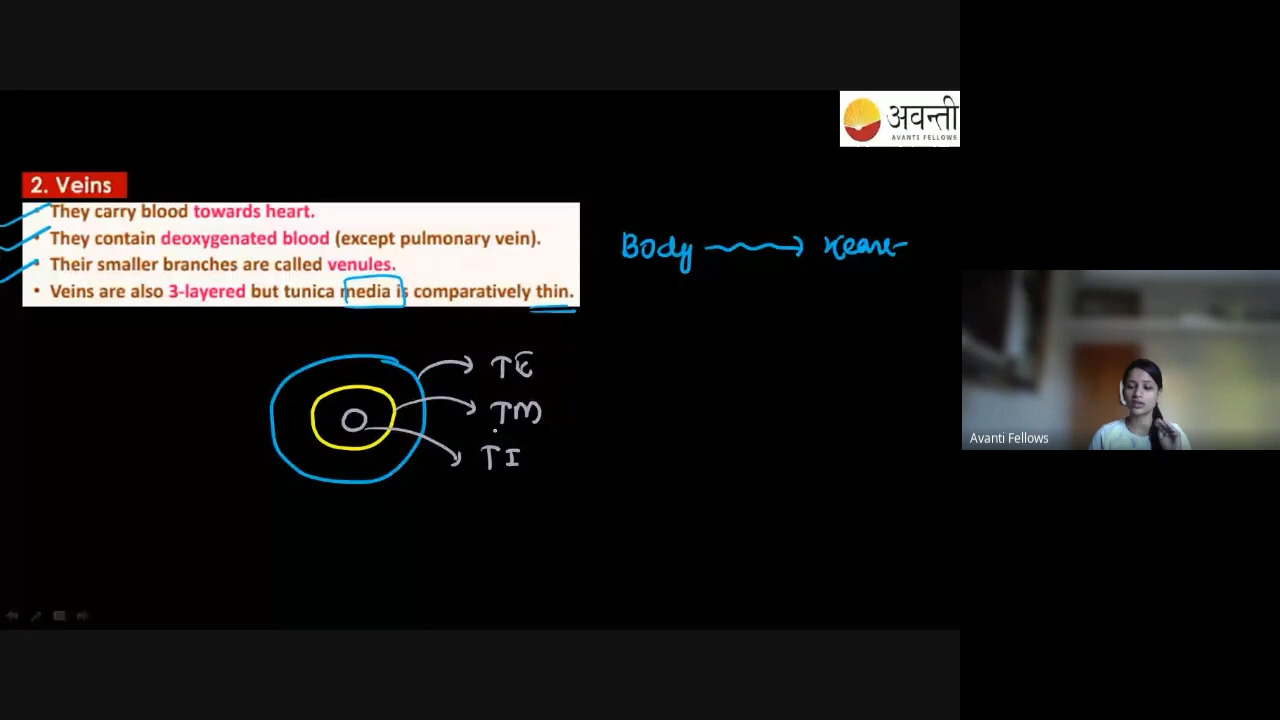 अवन्ती
AVANTI FELLOWS
2. Veins
• They carry blood towards heart.
• They contain deoxygenated blood (except pulmonary vein).
• Their smaller branches are called venules.
• Veins are also 3-layered but tunica media is comparatively thin.
Body → Heart
TE
TM
TI
Avanti Fellows